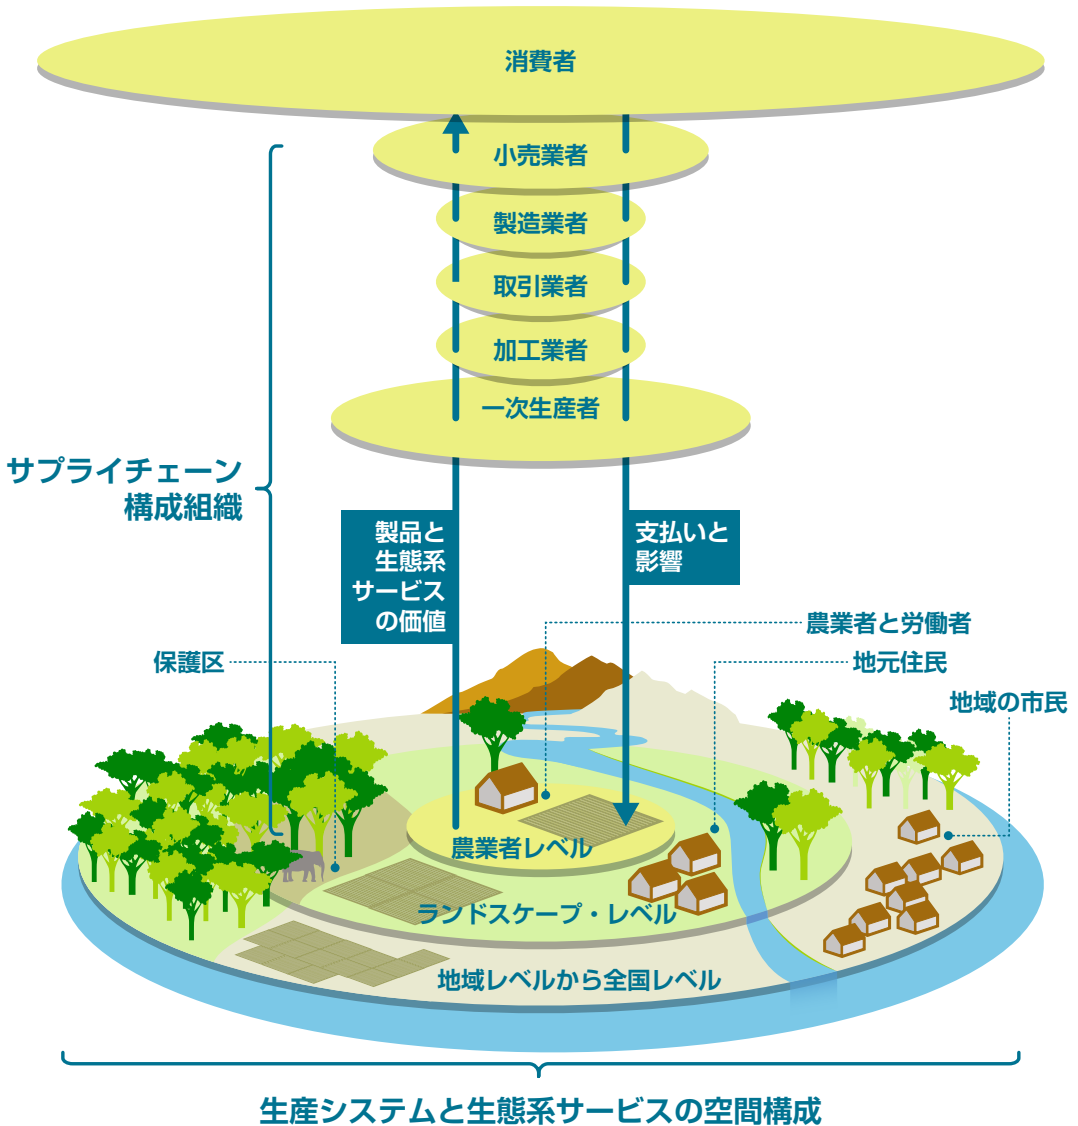 消費者
小売業者
製造業者
取引業者
加工業者
一次生産者
サプライチェーン
構成組織
製品と
生態系
サービス
の価値
支払いと
影響
農業者と労働者
保護区
地元住民
地域の市民
農業者レベル
ランドスケープ・レベル
地域レベルから全国レベル
生産システムと生態系サービスの空間構成